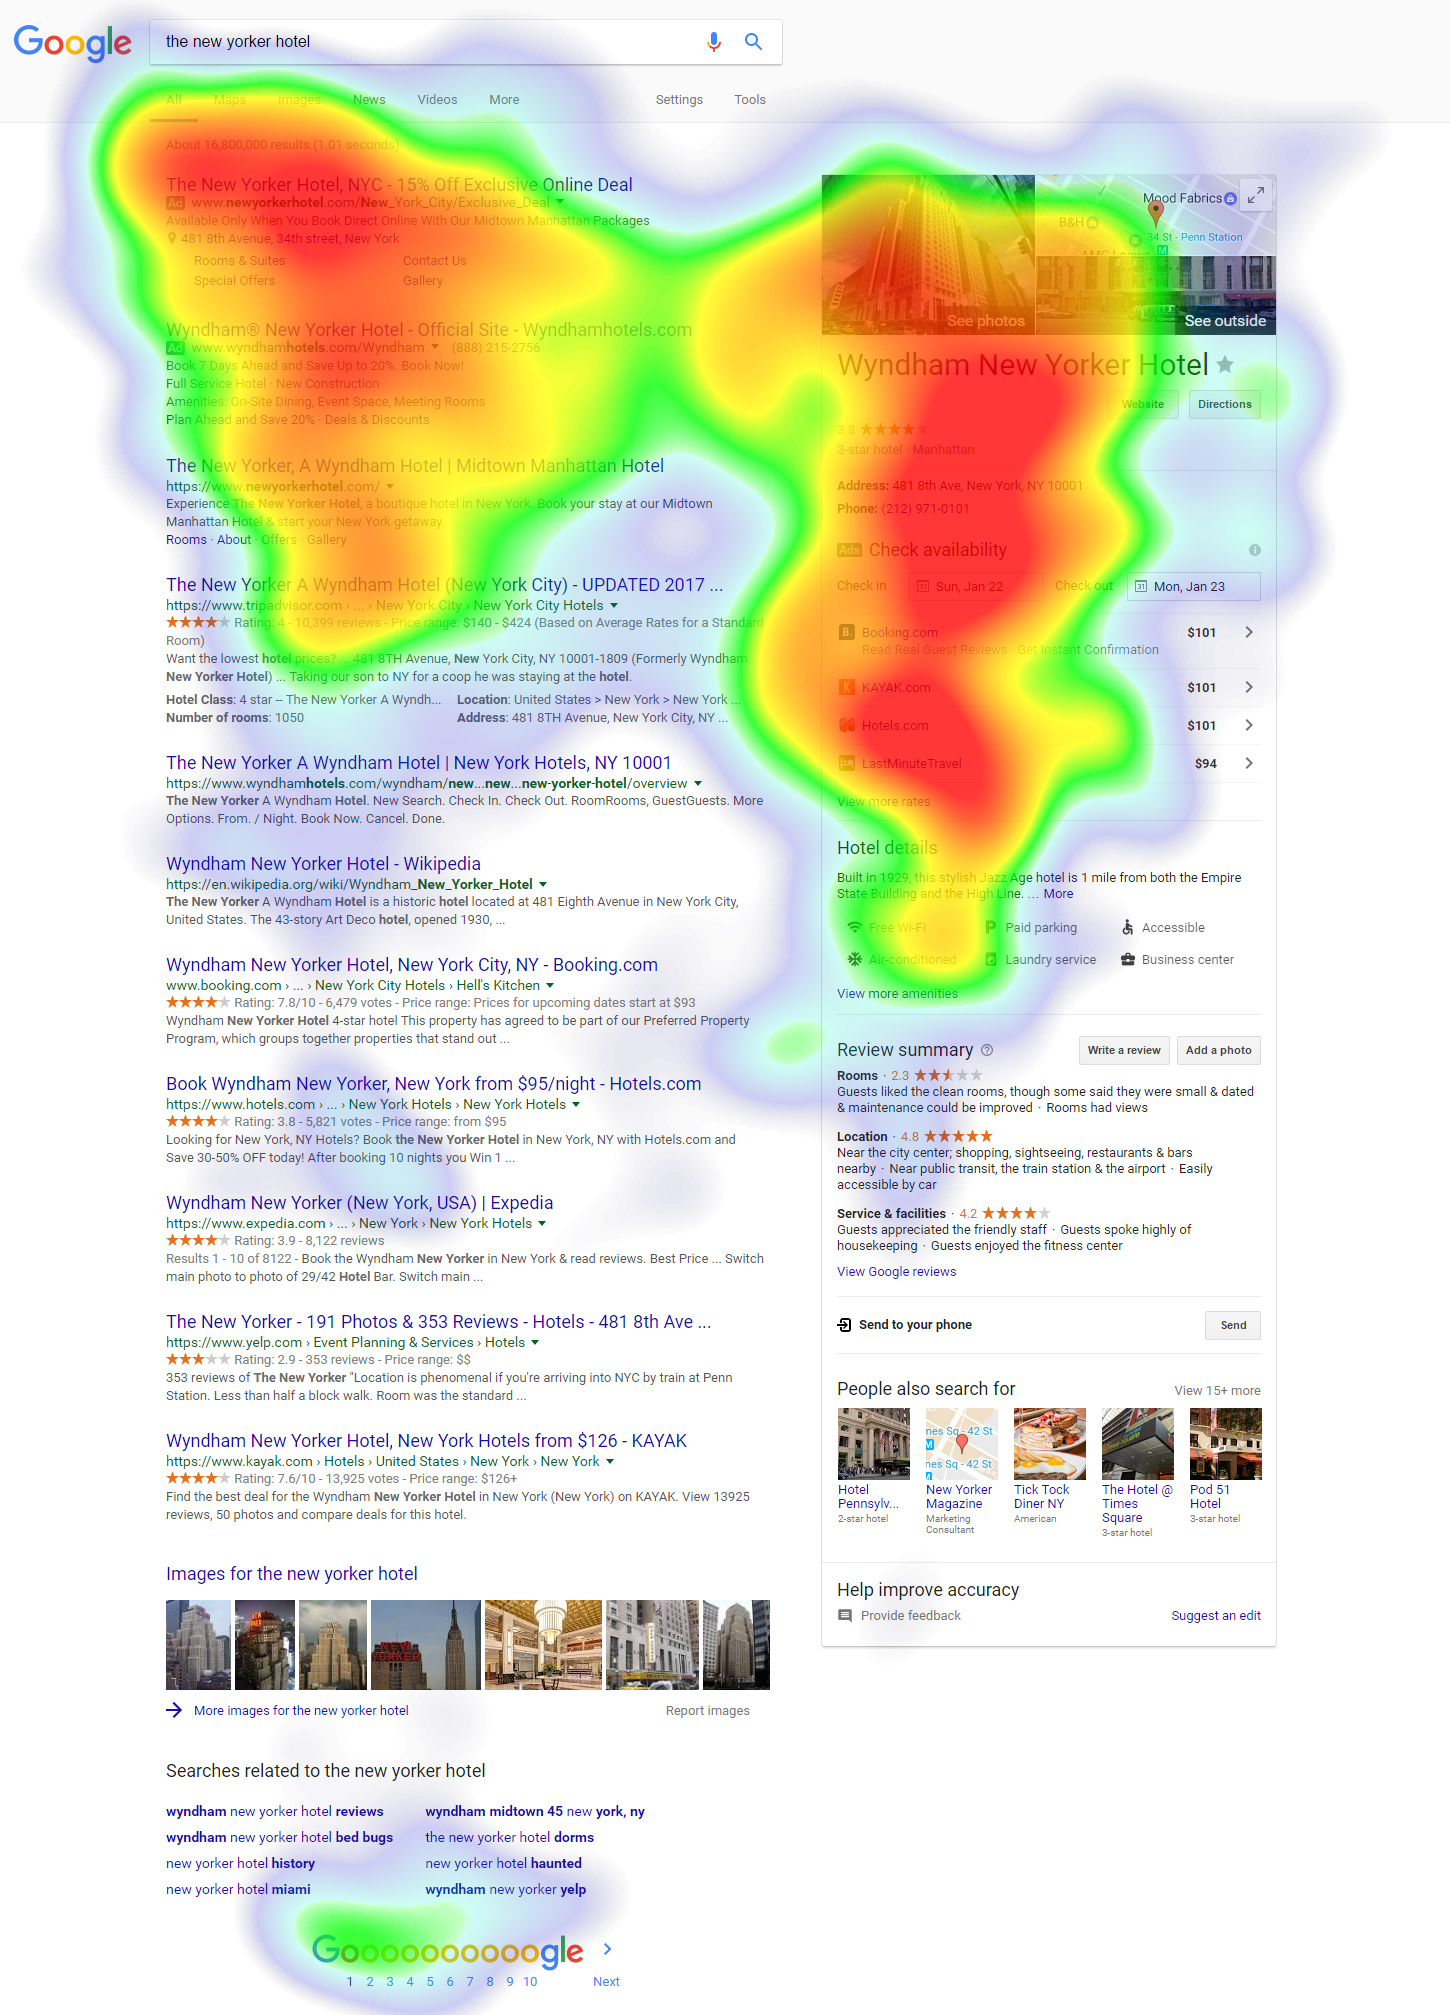 Google
the new yorker hotel
All Maps Images News Videos More Settings Tools
About 16,800,000 results (1.01 seconds)
The New Yorker Hotel, NYC - 15% Off Exclusive Online Deal
Ad www.newyorkerhotel.com/New_York_City/Exclusive_Deal
Available Only When You Book Direct Online With Our Midtown Manhattan Packages
481 8th Avenue, 34th street, New York
Rooms & Suites Contact Us
Special Offers Gallery
Wyndham® New Yorker Hotel - Official Site - Wyndhamhotels.com
Ad www.wyndhamhotels.com/Wyndham (888) 215-2756
Book 7 Days Ahead and Save Up to 20%. Book Now!
Full Service Hotel · New Construction
Amenities: On-Site Dining, Event Space, Meeting Rooms
Plan Ahead and Save 20% · Deals & Discounts
The New Yorker, A Wyndham Hotel | Midtown Manhattan Hotel
https://www.newyorkerhotel.com/
Experience The New Yorker Hotel, a boutique hotel in New York. Book your stay at our Midtown
Manhattan Hotel & start your New York getaway.
Rooms · About · Offers · Gallery
The New Yorker A Wyndham Hotel (New York City) - UPDATED 2017 ...
https://www.tripadvisor.com › ... › New York City › New York City Hotels
Rating: 4 - 10,399 reviews - Price range: $140 - $424 (Based on Average Rates for a Standard
Room)
Want the lowest hotel prices? ... 481 8TH Avenue, New York City, NY 10001-1809 (Formerly Wyndham
New Yorker Hotel) ... Taking our son to NY for a coop he was staying at the hotel.
Hotel Class: 4 star – The New Yorker A Wyndh... Location: United States > New York > New York ...
Number of rooms: 1050 Address: 481 8TH Avenue, New York City, NY ...
The New Yorker A Wyndham Hotel | New York Hotels, NY 10001
https://www.wyndhamhotels.com/wyndham/new...new...new-yorker-hotel/overview
The New Yorker A Wyndham Hotel. New Search. Check In. Check Out. RoomRooms, GuestGuests. More
Options. From. / Night. Book Now. Cancel. Done.
Wyndham New Yorker Hotel - Wikipedia
https://en.wikipedia.org/wiki/Wyndham_New_Yorker_Hotel
The New Yorker A Wyndham Hotel is a historic hotel located at 481 Eighth Avenue in New York City,
United States. The 43-story Art Deco hotel, opened 1930, ...
Wyndham New Yorker Hotel, New York City, NY - Booking.com
www.booking.com › ... › New York City Hotels › Hell's Kitchen
Rating: 7.8/10 - 6,479 votes - Price range: Prices for upcoming dates start at $93
Wyndham New Yorker Hotel 4-star hotel This property has agreed to be part of our Preferred Property
Program, which groups together properties that stand out ...
Book Wyndham New Yorker, New York from $95/night - Hotels.com
https://www.hotels.com › ... › New York Hotels › New York Hotels
Rating: 3.8 - 5,821 votes - Price range: from $95
Looking for New York, NY Hotels? Book the New Yorker Hotel in New York, NY with Hotels.com and
Save 30-50% OFF today! After booking 10 nights you Win 1 ...
Wyndham New Yorker (New York, USA) | Expedia
https://www.expedia.com › ... › New York › New York Hotels
Rating: 3.9 - 8,122 reviews
Results 1 - 10 of 8122 - Book the Wyndham New Yorker in New York & read reviews. Best Price ... Switch
main photo to photo of 29/42 Hotel Bar. Switch main ...
The New Yorker - 191 Photos & 353 Reviews - Hotels - 481 8th Ave ...
https://www.yelp.com › Event Planning & Services › Hotels
Rating: 2.9 - 353 reviews - Price range: $$
353 reviews of The New Yorker "Location is phenomenal if you're arriving into NYC by train at Penn
Station. Less than half a block walk. Room was the standard ...
Wyndham New Yorker Hotel, New York Hotels from $126 - KAYAK
https://www.kayak.com › Hotels › United States › New York › New York
Rating: 7.6/10 - 13,925 votes - Price range: $126+
Find the best deal for the Wyndham New Yorker Hotel in New York (New York) on KAYAK. View 13925
reviews, 50 photos and compare deals for this hotel.
Images for the new yorker hotel
NEW YORKER
More images for the new yorker hotel Report images
Searches related to the new yorker hotel
wyndham new yorker hotel reviews wyndham midtown 45 new york, ny
wyndham new yorker hotel bed bugs the new yorker hotel dorms
new yorker hotel history new yorker hotel haunted
new yorker hotel miami wyndham new yorker yelp
Goooooooooogle
1 2 3 4 5 6 7 8 9 10 Next
Mood Fabrics
B&H
34 St - Penn Station
M
See photos See outside
Wyndham New Yorker Hotel
Website Directions
3.8
3-star hotel · Manhattan
Address: 481 8th Ave, New York, NY 10001
Phone: (212) 971-0101
Ads Check availability
Check in Sun, Jan 22 Check out Mon, Jan 23
Booking.com $101
Read Real Guest Reviews · Get Instant Confirmation
KAYAK.com $101
Hotels.com $101
LastMinuteTravel $94
View more rates
Hotel details
Built in 1929, this stylish Jazz Age hotel is 1 mile from both the Empire
State Building and the High Line. ... More
Free Wi-Fi Paid parking Accessible
Air-conditioned Laundry service Business center
View more amenities
Review summary Write a review Add a photo
Rooms · 2.3
Guests liked the clean rooms, though some said they were small & dated
& maintenance could be improved · Rooms had views
Location · 4.8
Near the city center; shopping, sightseeing, restaurants & bars
nearby · Near public transit, the train station & the airport · Easily
accessible by car
Service & facilities · 4.2
Guests appreciated the friendly staff · Guests spoke highly of
housekeeping · Guests enjoyed the fitness center
View Google reviews
Send to your phone Send
People also search for View 15+ more
nes Sq - 42 St
nes Sq - 42 St
Hotel Pennsylv... New Yorker Magazine Tick Tock Diner NY The Hotel @ Times Square Pod 51 Hotel
2-star hotel Marketing Consultant American 3-star hotel 3-star hotel
Help improve accuracy
Provide feedback Suggest an edit